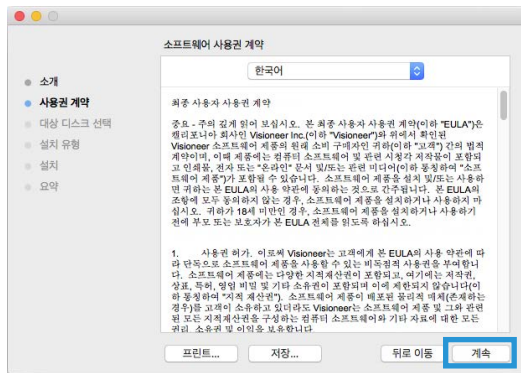 소프트웨어 사용권 계약
한국어
소개
사용권 계약
대상 디스크 선택
설치 유형
설치
요약
최종 사용자 사용권 계약
중요 - 주의 깊게 읽어 보십시오. 본 최종 사용자 사용권 계약(이하 "EULA")은
캘리포니아 회사인 Visioneer Inc.(이하 "Visioneer")와 위에서 확인된
Visioneer 소프트웨어 제품의 원래 소비 구매자인 귀하(이하 "고객") 간의 법적
계약이며, 이때 제품에는 컴퓨터 소프트웨어 및 관련 시청각 저작물이 포함되
고 인쇄물, 전자 또는 "온라인" 문서 및/또는 관련 미디어(이하 통칭하여 "소프
트웨어 제품")가 포함될 수 있습니다. 소프트웨어 제품을 설치 및/또는 사용하
면 귀하는 본 EULA의 사용 약관에 동의하는 것으로 간주됩니다. 본 EULA의
조항에 모두 동의하지 않는 경우, 소프트웨어 제품을 설치하거나 사용하지 마
십시오. 귀하가 18세 미만인 경우, 소프트웨어 제품을 설치하거나 사용하기
전에 부모 또는 보호자가 본 EULA 전체를 읽도록 하십시오.
1. 사용권 허가. 이로써 Visioneer는 고객에게 본 EULA의 사용 약관에 따
라 단독으로 소프트웨어 제품을 사용할 수 있는 비독점적 사용권을 부여합니
다. 소프트웨어 제품에는 다양한 지적재산권이 포함되고, 여기에는 저작권,
상표, 특허, 영업 비밀 및 기타 소유권이 포함되며 이에 제한되지 않습니다(이
하 통칭하여 "지적 재산권"). 소프트웨어 제품이 배포된 물리적 매체(존재하는
경우)를 고객이 소유하고 있더라도 Visioneer는 소프트웨어 제품 및 그와 관련
된 모든 지적재산권을 구성하는 컴퓨터 소프트웨어와 기타 자료에 대한 모든
권리, 소유권 및 이익을 보유합니다.
프린트... 저장... 뒤로 이동 계속